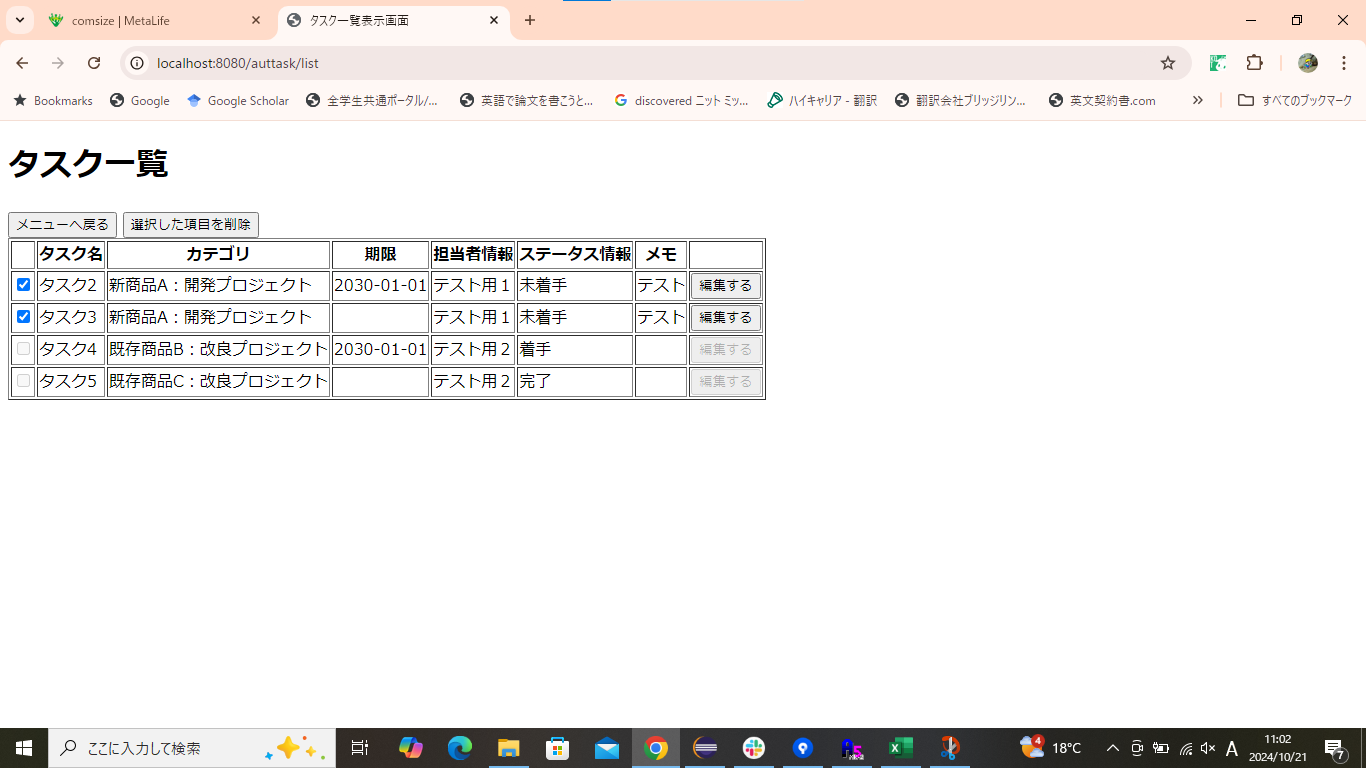 comsize | MetaLife
タスク一覧表示画面
localhost:8080/auttask/list
Bookmarks Google Google Scholar 全学生共通ポータル/... 英語で論文を書こうと... discovered ニット ミッ... ハイキャリア - 翻訳 翻訳会社ブリッジリン... 英文契約書.com » すべてのブックマーク
タスク一覧
メニューへ戻る 選択した項目を削除
タスク名 カテゴリ 期限 担当者情報 ステータス情報 メモ
タスク2 新商品A：開発プロジェクト 2030-01-01 テスト用１ 未着手 テスト 編集する
タスク3 新商品A：開発プロジェクト テスト用１ 未着手 テスト 編集する
タスク4 既存商品B：改良プロジェクト 2030-01-01 テスト用２ 着手 編集する
タスク5 既存商品C：改良プロジェクト テスト用２ 完了 編集する
ここに入力して検索
4 18°C A 11:02
2024/10/21 7